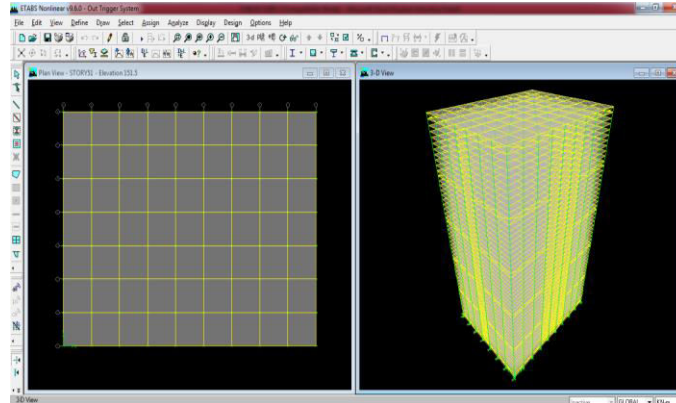 ETABS Nonlinear v9.6.0 - Out Trigger System
File Edit View Define Draw Select Assign Analyze Display Design Options Help
Plan View - STORY51 - Elevation 151.5
3-D View
3-D View
GLOBAL
KN-m